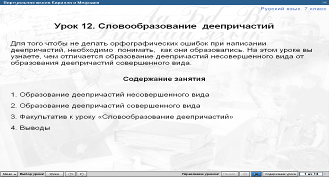 Виртуальная школа Кирилла и Мефодия
Русский язык. 7 класс
Урок 12. Словообразование деепричастий
Для того чтобы не делать орфографических ошибок при написании
деепричастий, необходимо понимать, как они образовались. На этом уроке вы
узнаете, чем отличается образование деепричастий несовершенного вида от
образования деепричастий совершенного вида.
Содержание занятия
1. Образование деепричастий несовершенного вида
2. Образование деепричастий совершенного вида
3. Факультатив к уроку «Словообразование деепричастий»
4. Выводы